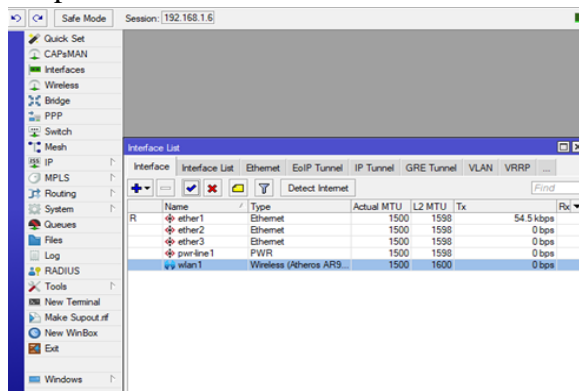 Safe Mode Session: 192.168.1.6
Quick Set
CAPsMAN
Interfaces
Wireless
Bridge
PPP
Switch
Mesh
IP
MPLS
Routing
System
Queues
Files
Log
RADIUS
Tools
New Terminal
Make Supout.rif
New WinBox
Exit
Windows
Interface List
Interface Interface List Ethernet EoIP Tunnel IP Tunnel GRE Tunnel VLAN VRRP ...
Detect Internet Find
Name Type Actual MTU L2 MTU Tx Rx
R ether1 Ethernet 1500 1598 54.5 kbps
ether2 Ethernet 1500 1598 0 bps
ether3 Ethernet 1500 1598 0 bps
pwr-line1 PWR 1500 1598 0 bps
wlan1 Wireless (Atheros AR9... 1500 1600 0 bps